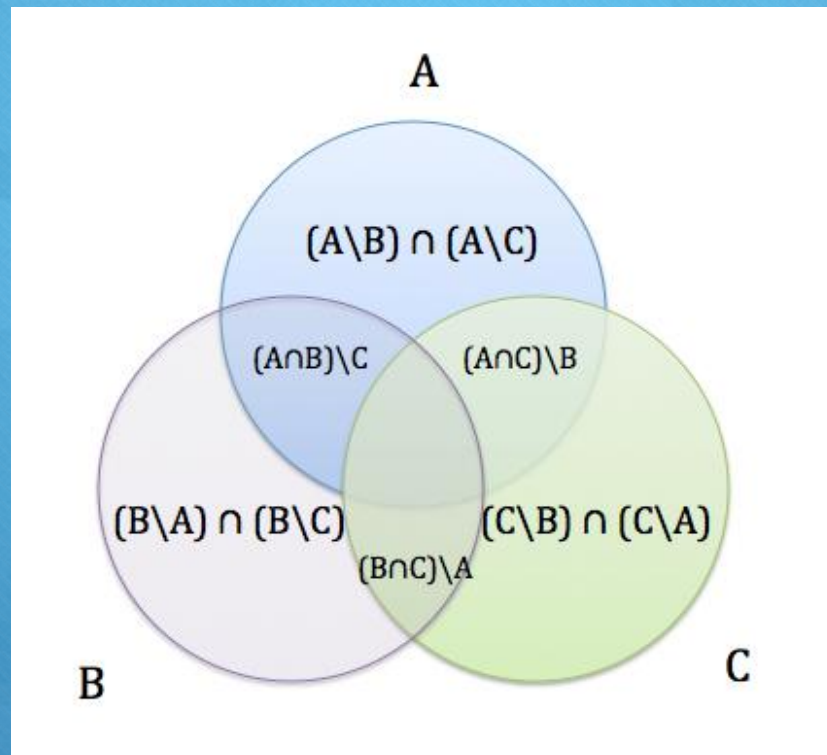 A
(A\B) ∩ (A\C)
(A∩B)\C
(A∩C)\B
(B\A) ∩ (B\C)
(C\B) ∩ (C\A)
(B∩C)\A
B
C